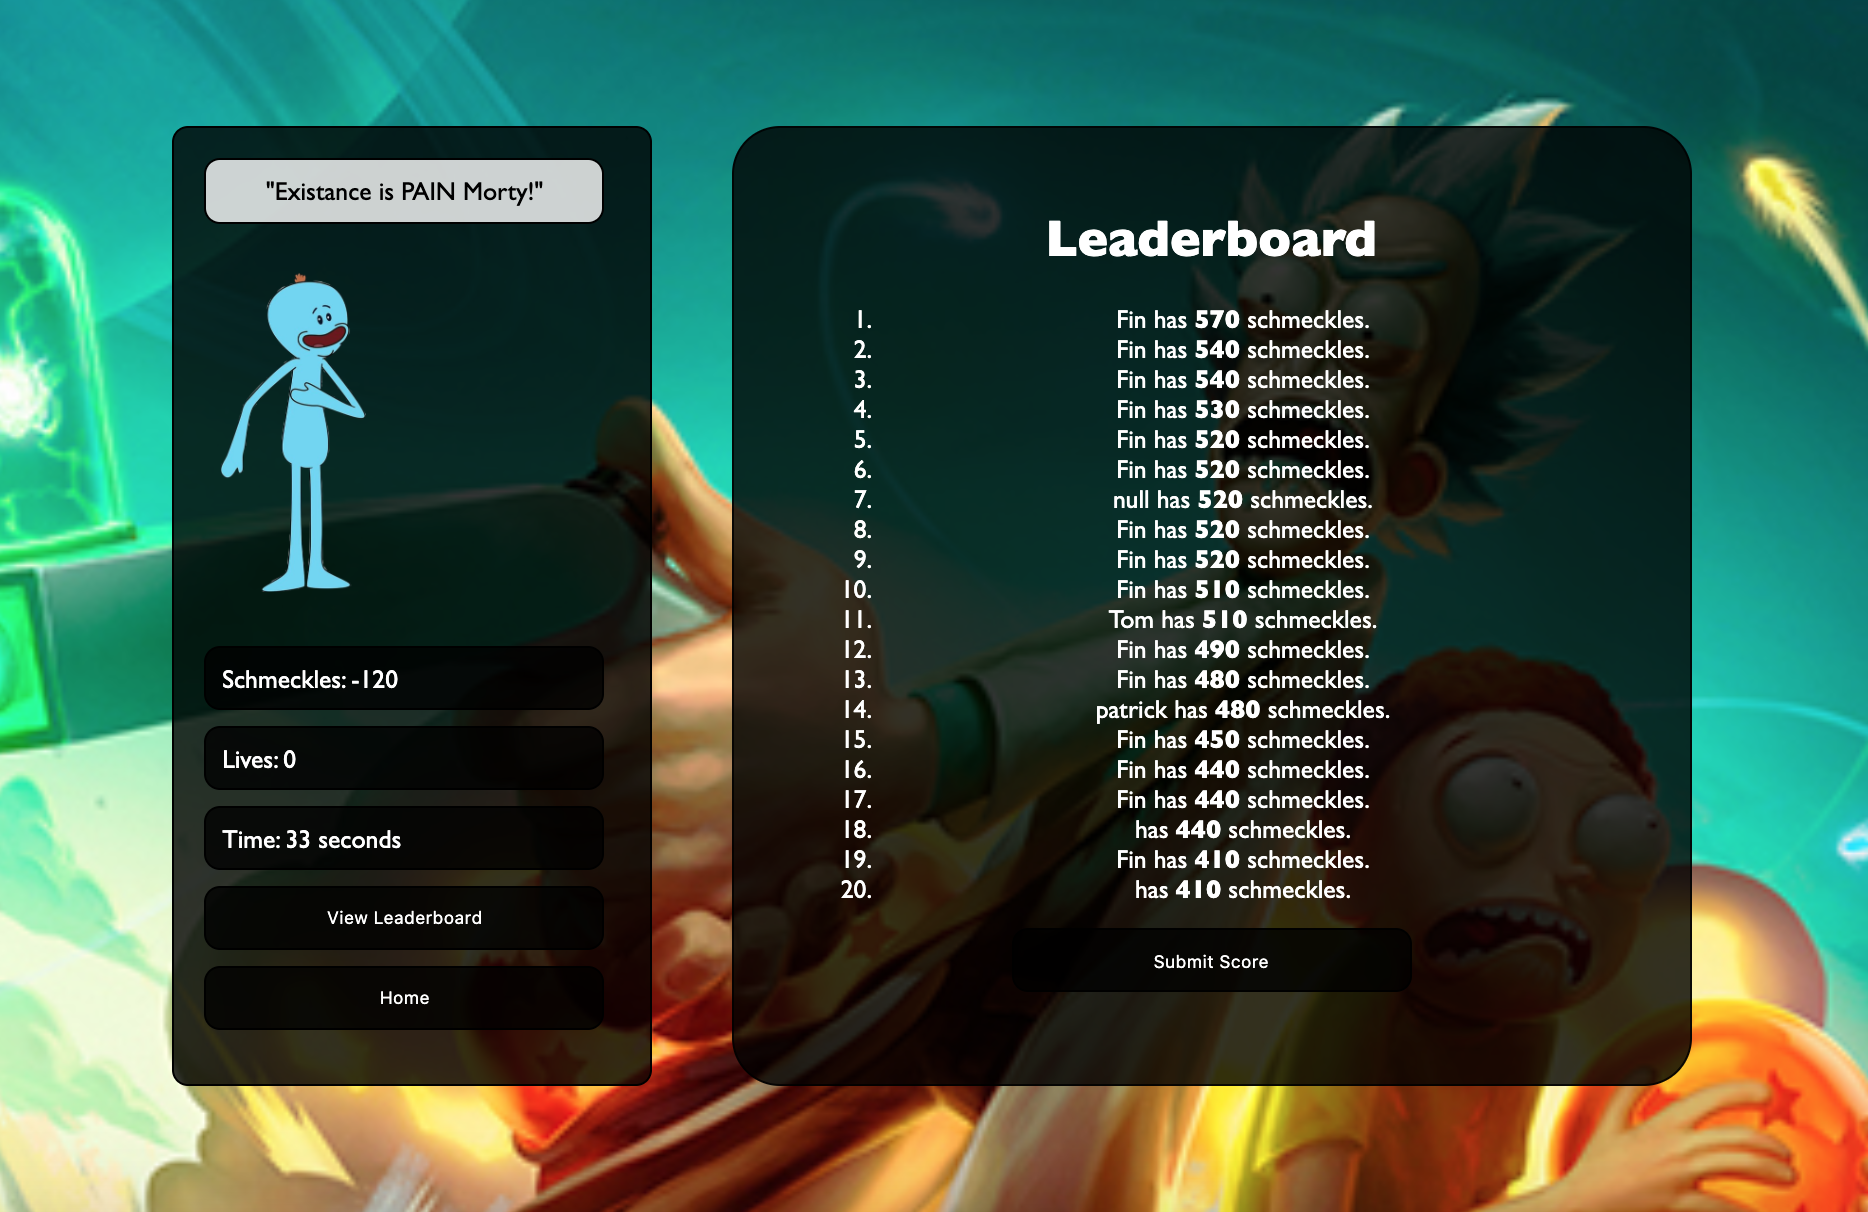 "Existance is PAIN Morty!"
Schmeckles: -120
Lives: 0
Time: 33 seconds
View Leaderboard
Home
Leaderboard
1. Fin has 570 schmeckles.
2. Fin has 540 schmeckles.
3. Fin has 540 schmeckles.
4. Fin has 530 schmeckles.
5. Fin has 520 schmeckles.
6. Fin has 520 schmeckles.
7. null has 520 schmeckles.
8. Fin has 520 schmeckles.
9. Fin has 520 schmeckles.
10. Fin has 510 schmeckles.
11. Tom has 510 schmeckles.
12. Fin has 490 schmeckles.
13. Fin has 480 schmeckles.
14. patrick has 480 schmeckles.
15. Fin has 450 schmeckles.
16. Fin has 440 schmeckles.
17. Fin has 440 schmeckles.
18. has 440 schmeckles.
19. Fin has 410 schmeckles.
20. has 410 schmeckles.
Submit Score